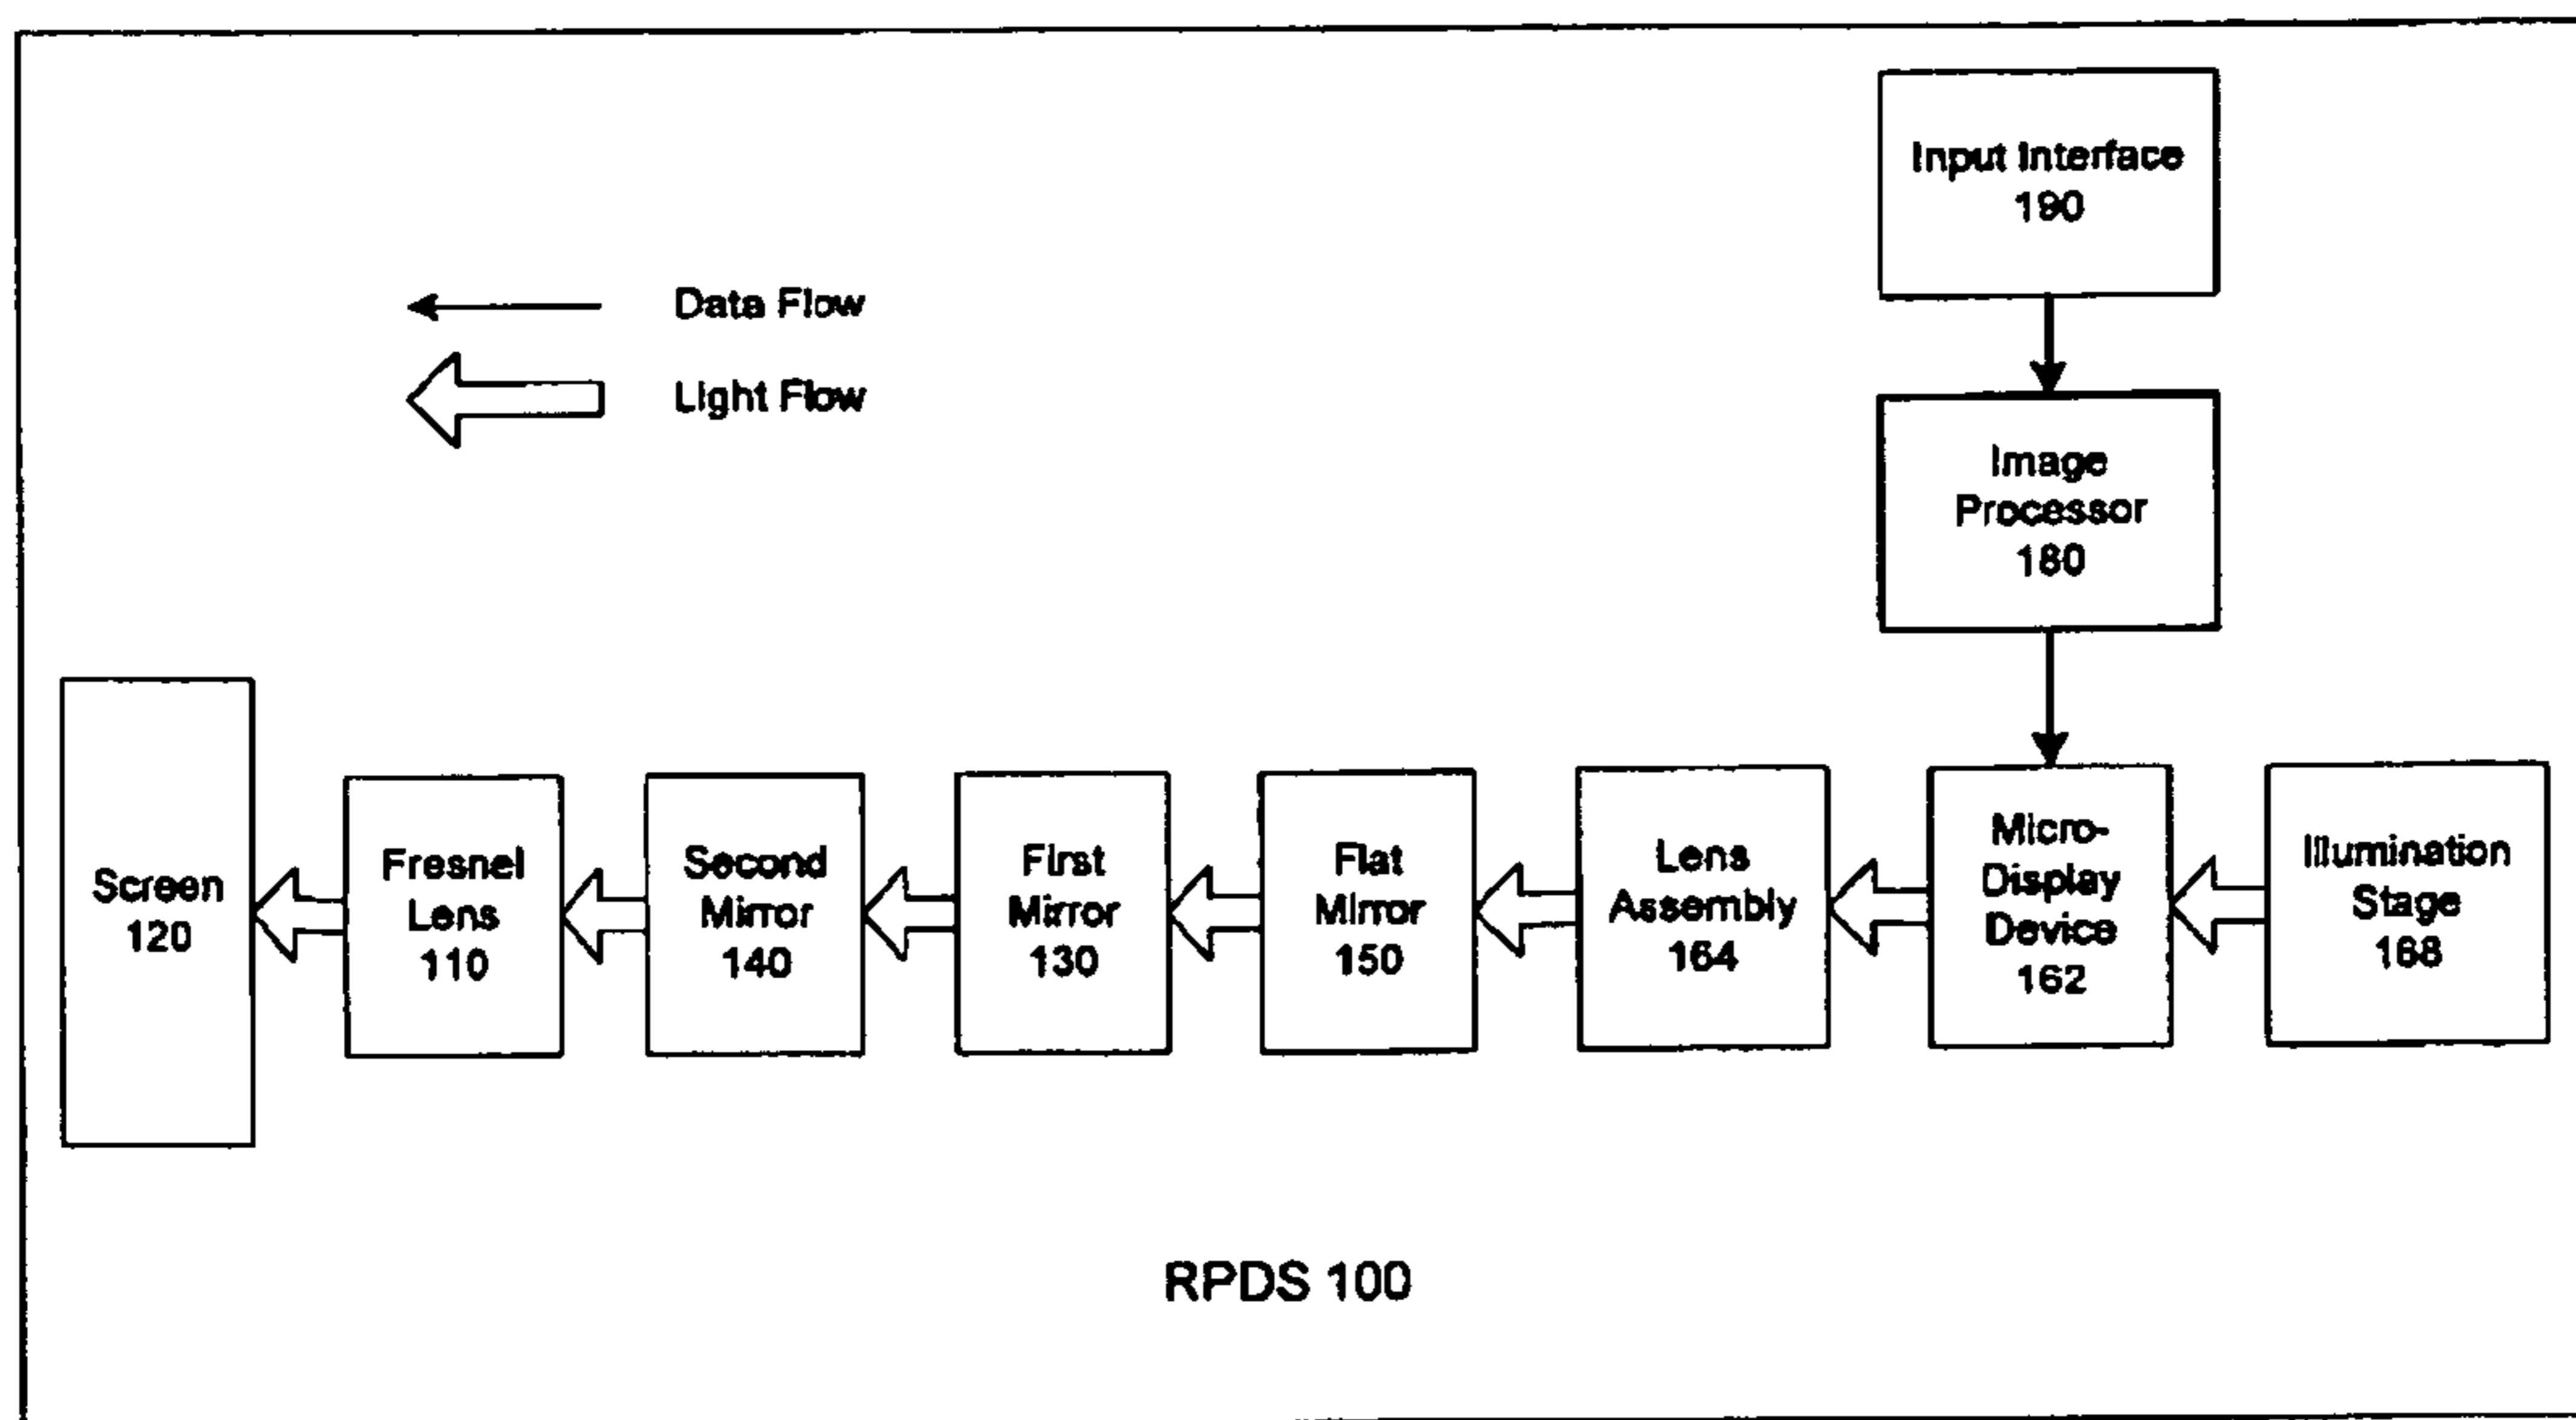 Input Interface
190
Data Flow
Light Flow
Image
Processor
180
Screen
120
Fresnel
Lens
110
Second
Mirror
140
First
Mirror
130
Flat
Mirror
150
Lens
Assembly
164
Micro-
Display
Device
162
Illumination
Stage
168
RPDS 100